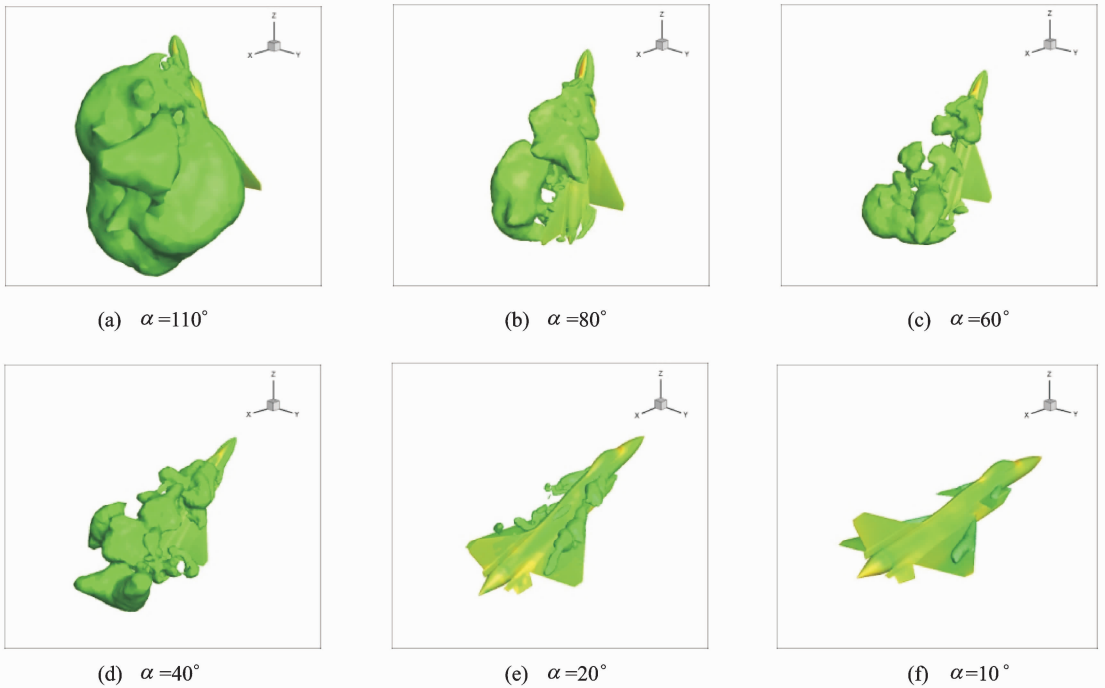 Z
X Y
Z
X Y
Z
X Y
(a) α=110°
(b) α=80°
(c) α=60°
Z
X Y
Z
X Y
Z
X Y
(d) α=40°
(e) α=20°
(f) α=10°